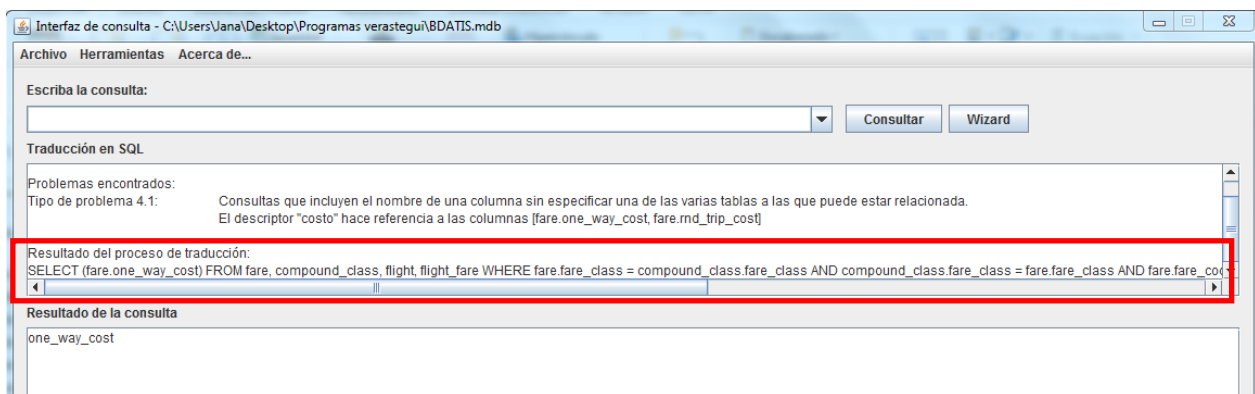 Interfaz de consulta - C:\Users\Jana\Desktop\Programas verastegui\BDATIS.mdb
Archivo Herramientas Acerca de...
Escriba la consulta:
Consultar Wizard
Traducción en SQL
Problemas encontrados:
Tipo de problema 4.1: Consultas que incluyen el nombre de una columna sin especificar una de las varias tablas a las que puede estar relacionada.
El descriptor "costo" hace referencia a las columnas [fare.one_way_cost, fare.rnd_trip_cost]
Resultado del proceso de traducción:
SELECT (fare.one_way_cost) FROM fare, compound_class, flight, flight_fare WHERE fare.fare_class = compound_class.fare_class AND compound_class.fare_class = fare.fare_class AND
Resultado de la consulta
one_way_cost